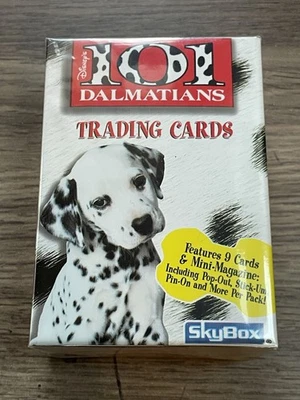 Disney's
101
DALMATIANS
TRADING CARDS
Features 9 Cards
& Mini-Magazine:
Including Pop-Out, Stick-Um,
Pin-On and More Per Pack!
SkyBox